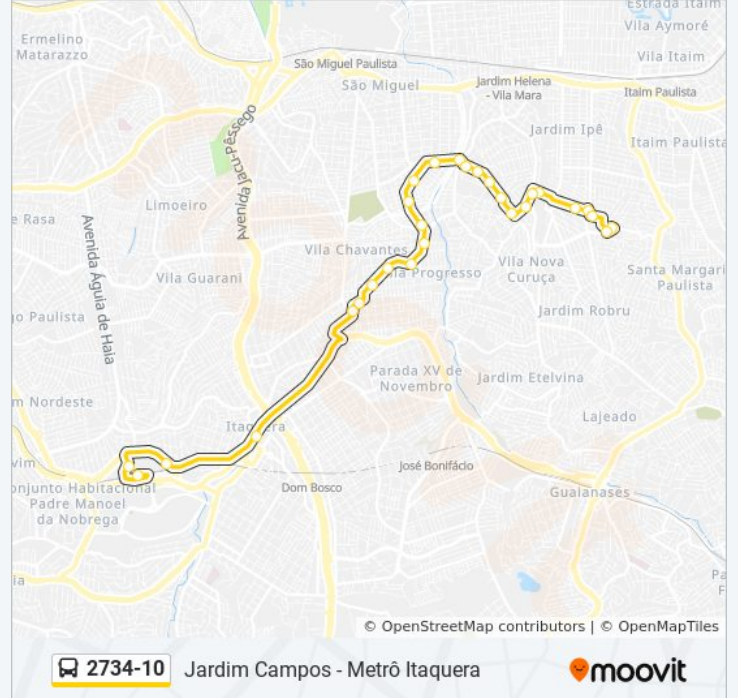 Estrada Itaim
Vila Aymoré
Ermelino
Matarazzo
Vila Itaim
São Miguel Paulista
São Miguel
Jardim Helena
- Vila Mara
Itaim Paulista
Jardim Ipê
Itaim Paulista
Avenida Jacu-Pêssego
Limoeiro
e Rasa
Avenida Águia de Haia
Vila Chavantes
Vila Guarani
Progresso
Vila Nova
Curuça
Santa Margari
Paulista
go Paulista
Jardim Robru
Parada XV de
Novembro
Jardim Etelvina
m Nordeste
Lajeado
Itaquera
vim
José Bonifácio
onjunto Habitacional
Padre Manoel
da Nobrega
Dom Bosco
Guaianases
ia
Pa
F
© OpenStreetMap contributors | © OpenMapTiles
2734-10 Jardim Campos - Metrô Itaquera
moovit